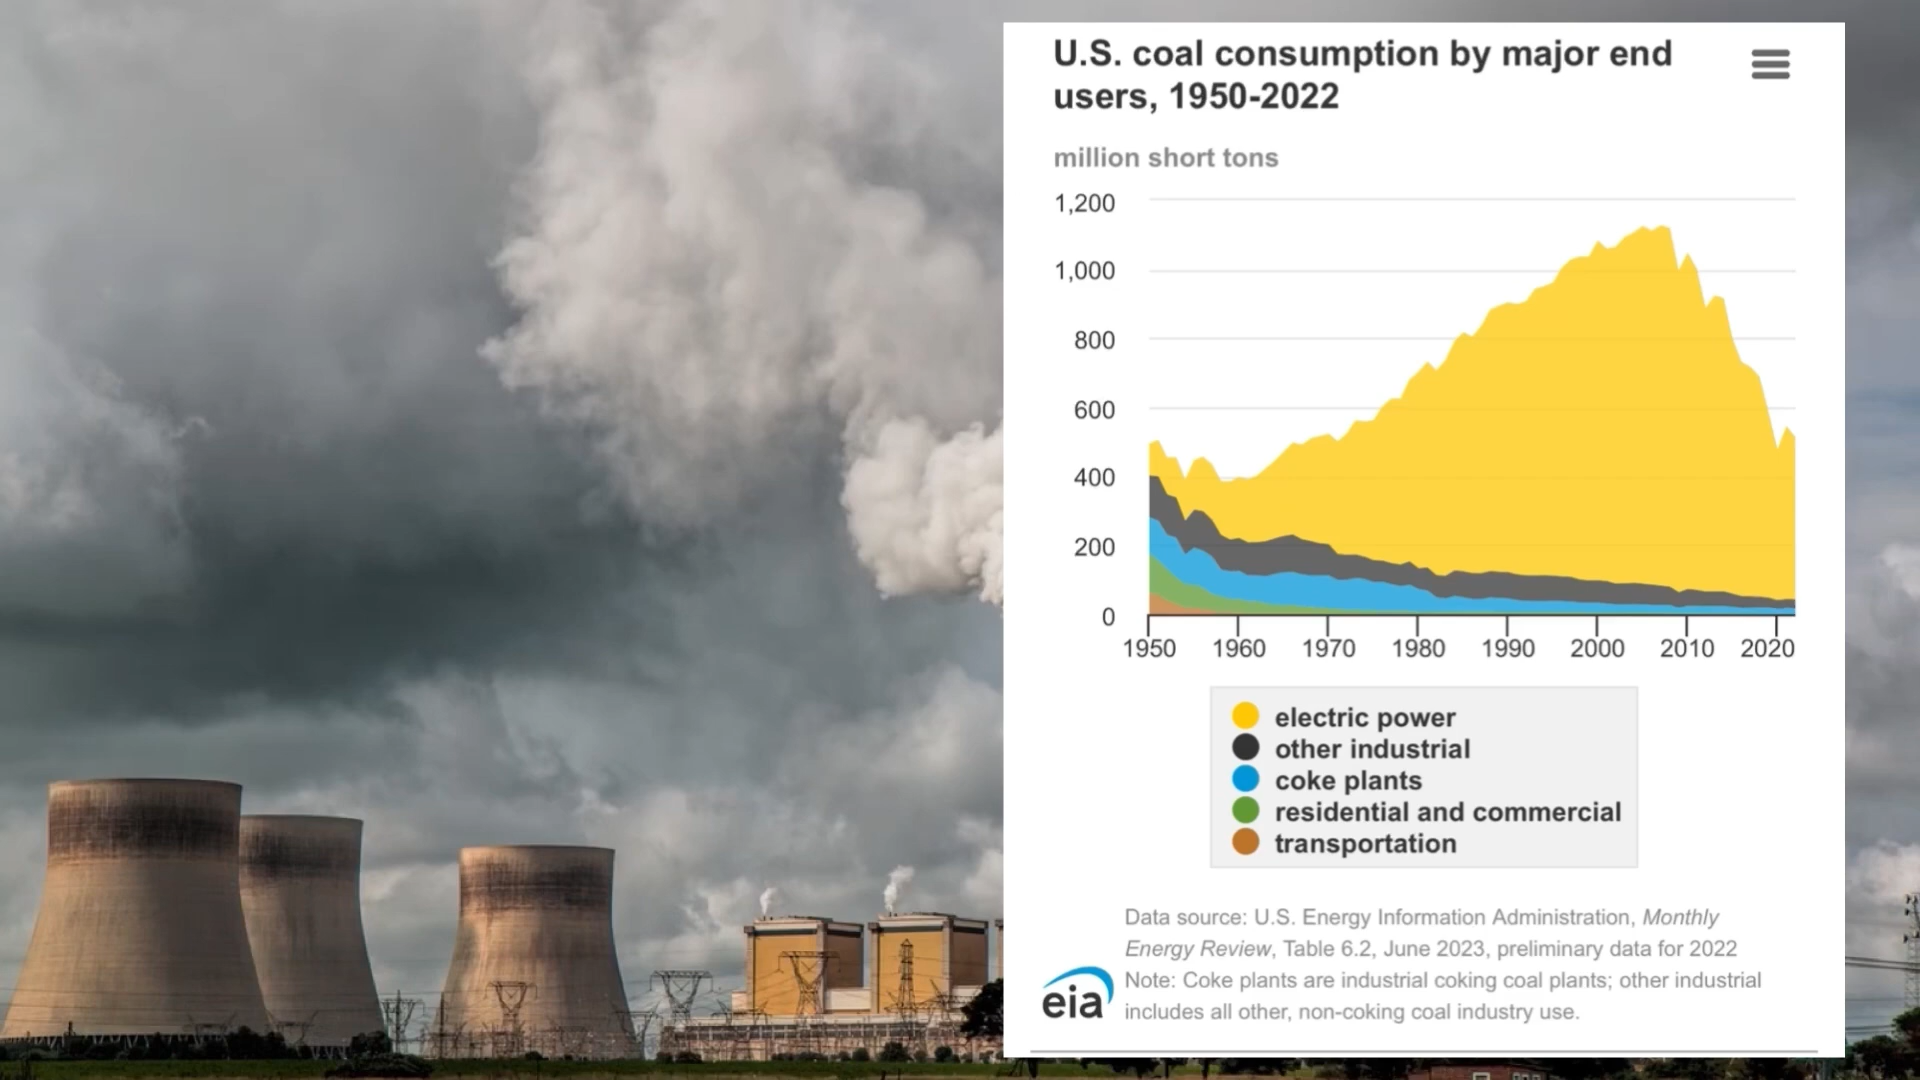 U.S. coal consumption by major end
users, 1950-2022
million short tons
1,200
1,000
800
600
400
200
0
1950 1960 1970 1980 1990 2000 2010 2020
electric power
other industrial
coke plants
residential and commercial
transportation
Data source: U.S. Energy Information Administration, Monthly
Energy Review, Table 6.2, June 2023, preliminary data for 2022
Note: Coke plants are industrial coking coal plants; other industrial
includes all other, non-coking coal industry use.
eia